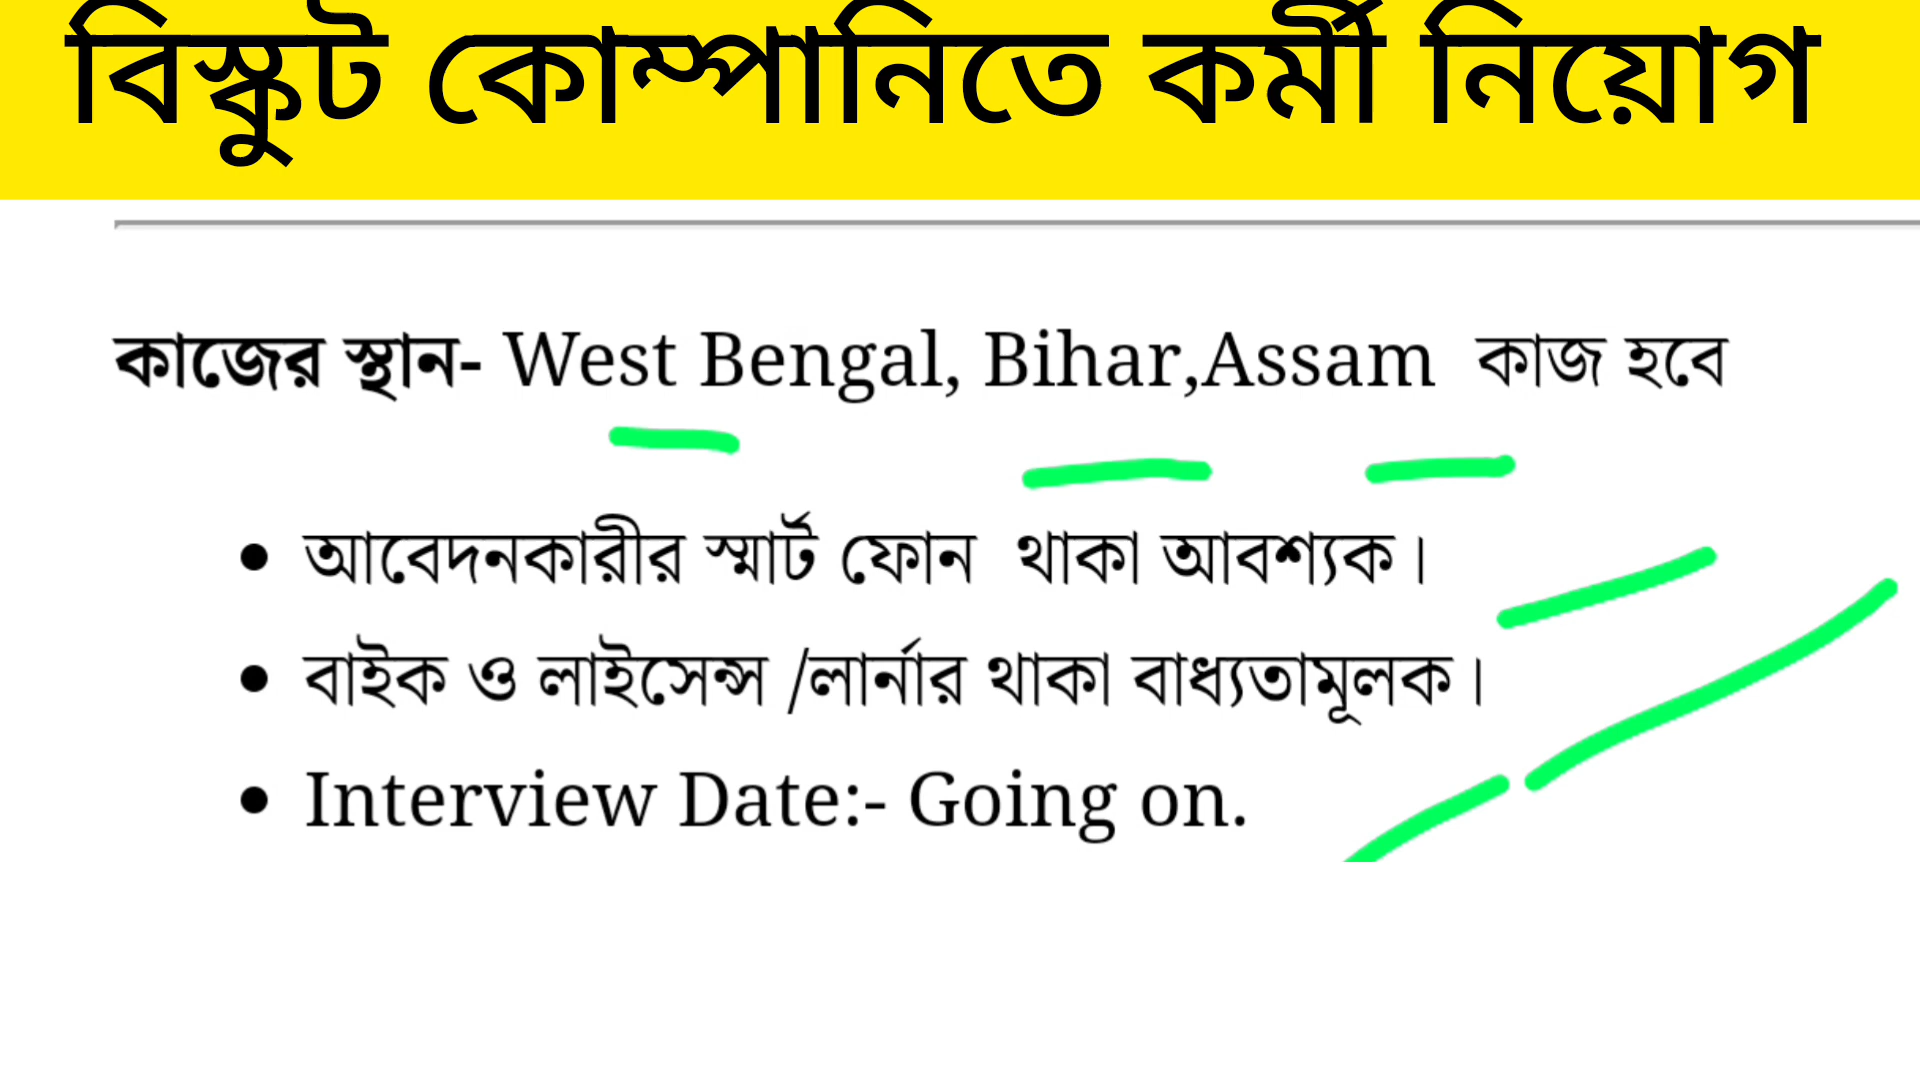 বিস্কুট কোম্পানিতে কর্মী নিয়োগ
কাজের স্থান- West Bengal, Bihar,Assam কাজ হবে
• আবেদনকারীর স্মার্ট ফোন থাকা আবশ্যক।
• বাইক ও লাইসেন্স /লার্নার থাকা বাধ্যতামূলক।
• Interview Date:- Going on.